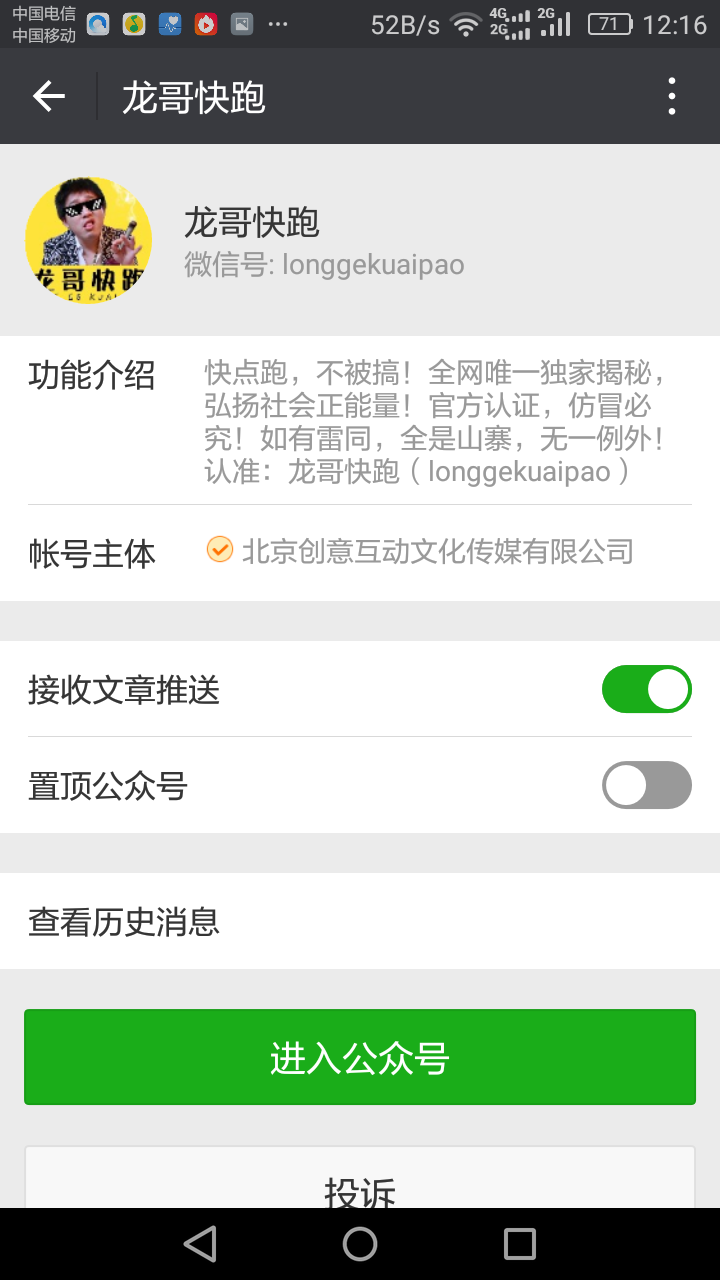 中国电信
中国移动
52B/s
4G
2G
2G
71
12:16
龙哥快跑
龙哥快跑
龙哥快跑
微信号: longgekuaipao
功能介绍
快点跑，不被搞！全网唯一独家揭秘，
弘扬社会正能量！官方认证，仿冒必
究！如有雷同，全是山寨，无一例外！
认准：龙哥快跑（longgekuaipao）
帐号主体
北京创意互动文化传媒有限公司
接收文章推送
置顶公众号
查看历史消息
进入公众号
投诉